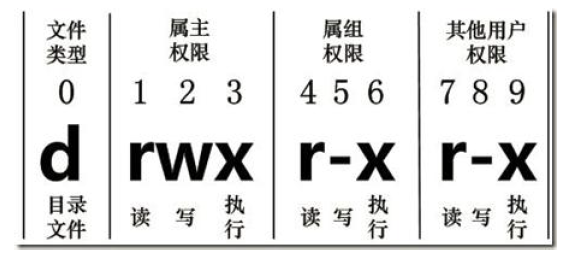 文件 属主 属组 其他用户
类型 权限 权限 权限
0 1 2 3 4 5 6 7 8 9
d rwx r-x r-x
目录 读 写 执 读 写 执 读 写 执
文件 行 行 行